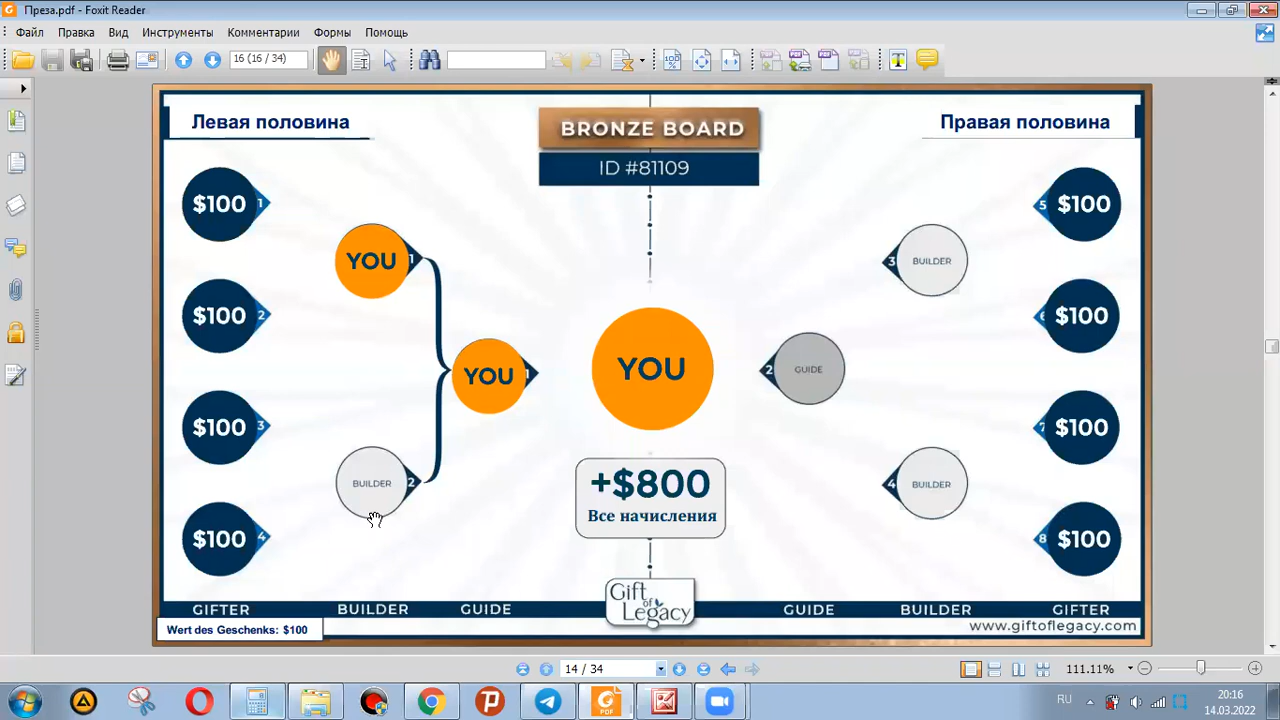 Преза.pdf - Foxit Reader
Файл Правка Вид Инструменты Комментарии Формы Помощь
16 (16 / 34)
Левая половина
BRONZE BOARD
Правая половина
ID #81109
$100 1
5 $100
YOU 1
3 BUILDER
$100 2
6 $100
YOU 1
YOU
2 GUIDE
$100 3
7 $100
BUILDER 2
+$800
Все начисления
4 BUILDER
$100 4
8 $100
Gift
of
Legacy
GIFTER BUILDER GUIDE GUIDE BUILDER GIFTER
Wert des Geschenks: $100
www.giftoflegacy.com
14 / 34
111.11%
RU
20:16
14.03.2022